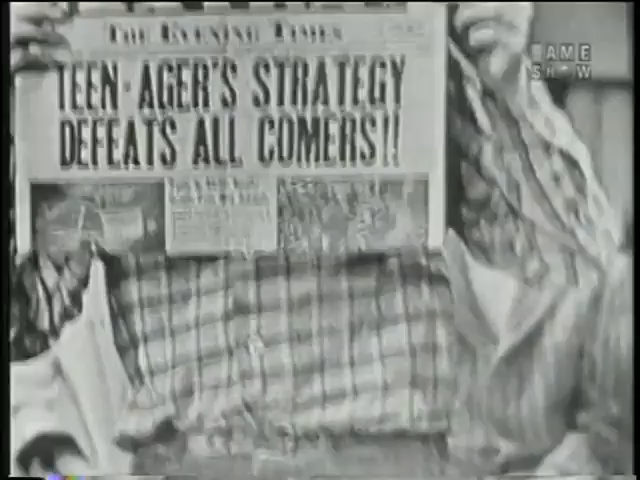 THE EVENING TIMES
TEEN-AGER'S STRATEGY
DEFEATS ALL COMERS!!
GAME
SHOW